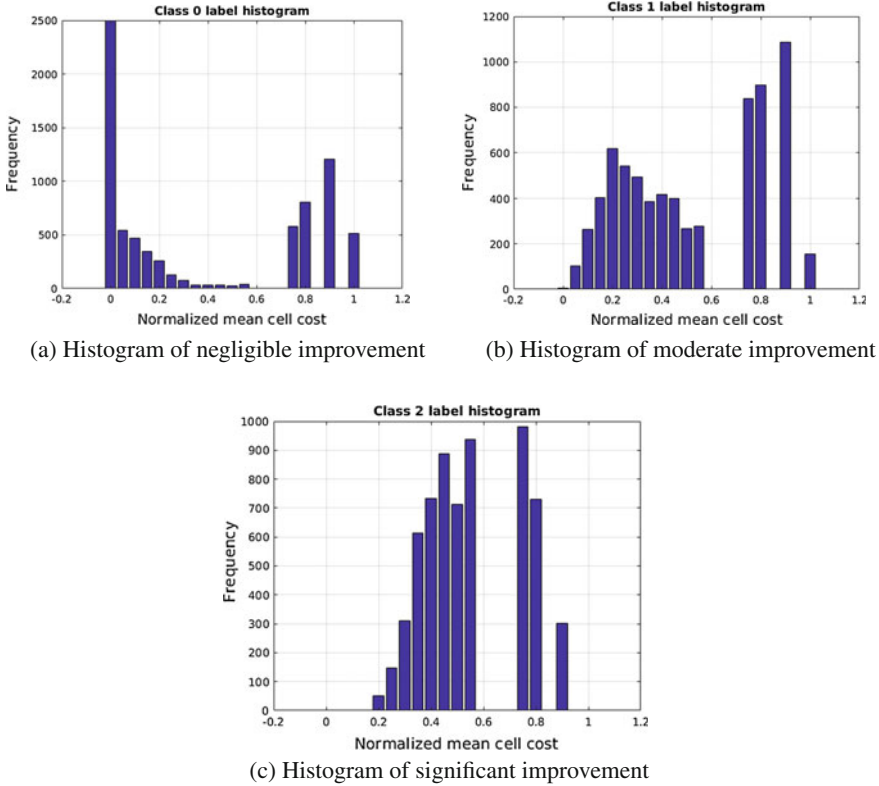 Class 0 label histogram
2500
2000
1500
1000
500
0
Frequency
-0.2 0 0.2 0.4 0.6 0.8 1 1.2
Normalized mean cell cost
(a) Histogram of negligible improvement
Class 1 label histogram
1200
1000
800
600
400
200
0
Frequency
-0.2 0 0.2 0.4 0.6 0.8 1 1.2
Normalized mean cell cost
(b) Histogram of moderate improvement
Class 2 label histogram
1000
900
800
700
600
500
400
300
200
100
0
Frequency
-0.2 0 0.2 0.4 0.6 0.8 1 1.2
Normalized mean cell cost
(c) Histogram of significant improvement